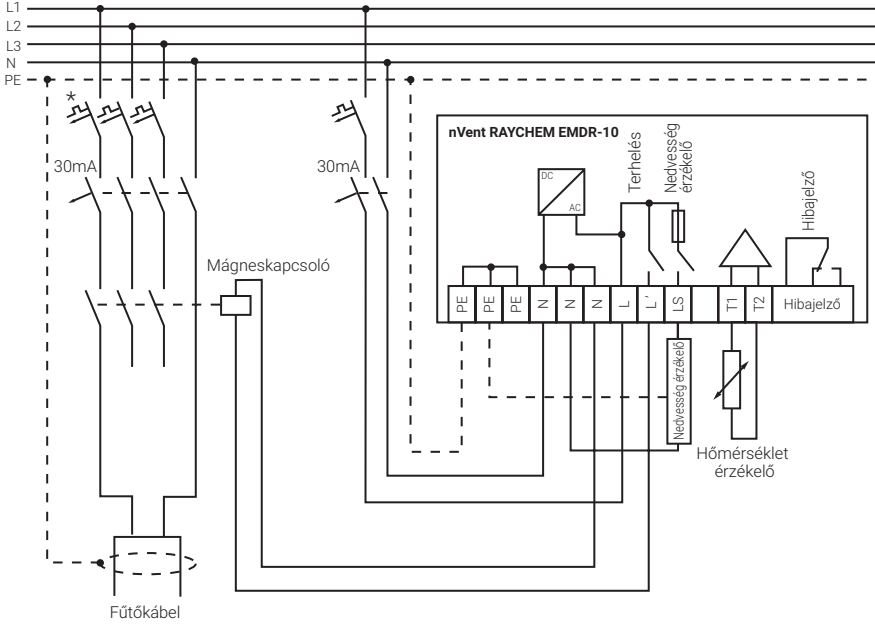 L1
L2
L3
N
PE
*
30mA
30mA
nVent RAYCHEM EMDR-10
DC
AC
Terhelés
Nedvesség
érzékelő
Hibajelző
Mágneskapcsoló
PE
PE
PE
N
N
N
L
L'
LS
T1
T2
Hibajelző
Nedvesség érzékelő
Hőmérséklet
érzékelő
Fűtőkábel